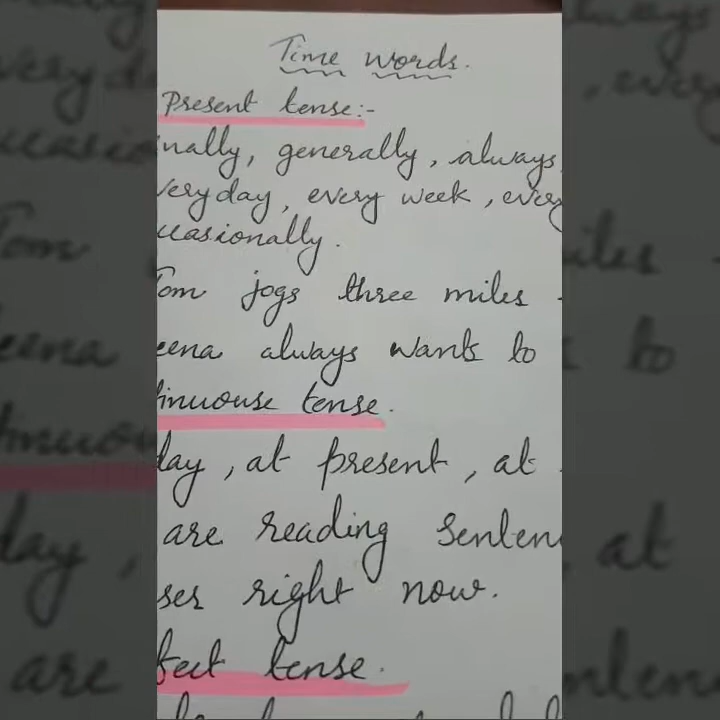 Time words.
Present tense:-
nally, generally, always,
veryday, every week, every
casionally.
Tom jogs three miles
eena always wants to
tinuouse tense.
day, at present, at
are reading senten
ses right now.
fect tense.